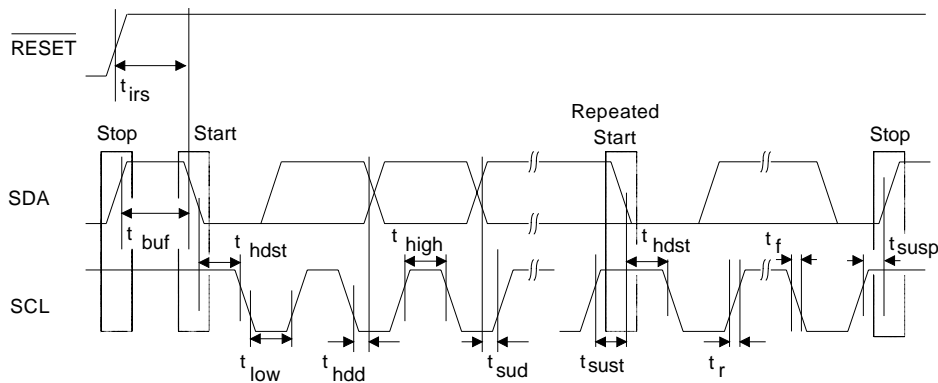 RESET
t irs
Repeated
Stop Start Start Stop
SDA
t buf t hdst t high t hdst t f t susp
SCL
t low t hdd t sud t sust t r